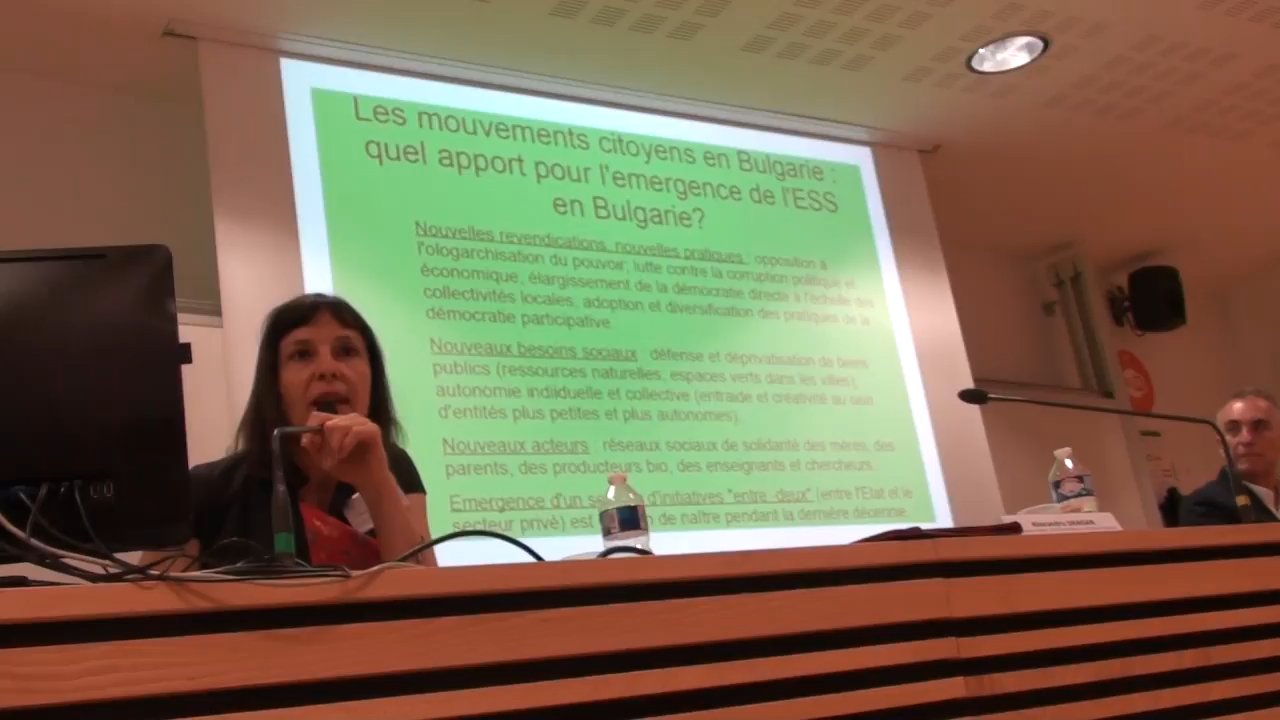 Les mouvements citoyens en Bulgarie :
quel apport pour l'emergence de l'ESS
en Bulgarie?
Nouvelles revendications, nouvelles pratiques : opposition à
l'ologarchisation du pouvoir, lutte contre la corruption politique et
économique, élargissement de la démocratie directe à l'échelle des
collectivités locales, adoption et diversification des pratiques de la
démocratie participative.
Nouveaux besoins sociaux défense et déprivatisation de biens
publics (ressources naturelles, espaces verts dans les villes),
autonomie indiiduelle et collective (entraide et créativité au sein
d'entités plus petites et plus autonomes).
Nouveaux acteurs réseaux sociaux de solidarité des mères, des
parents, des producteurs bio, des enseignants et chercheurs.
Emergence d'un d'initiatives "entre -deux" (entre l'Etat et le
secteur privè) est de naître pendant la dernière décennie.